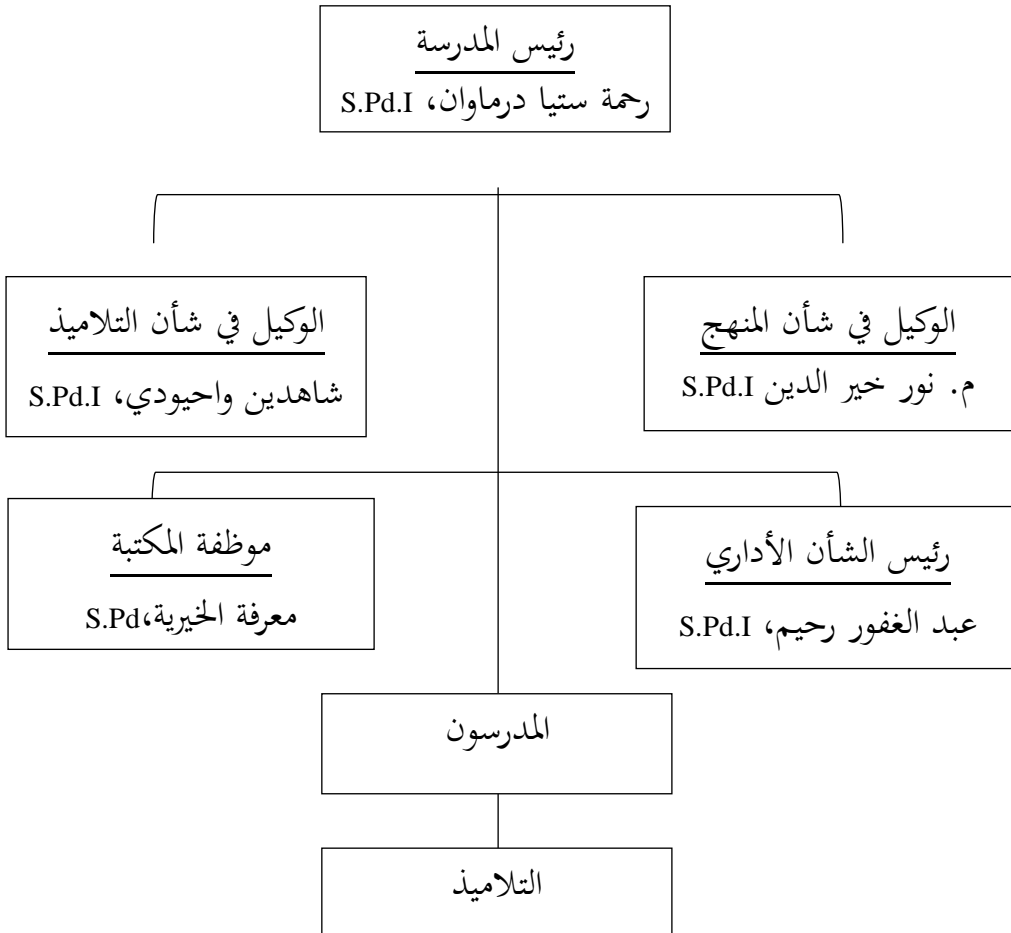 رئيس المدرسة
رحمة ستيا درماوان، S.Pd.I
الوكيل في شأن المنهج
م. نور خير الدين S.Pd.I
الوكيل في شأن التلاميذ
شاهدين واحيودي، S.Pd.I
رئيس الشأن الأداري
عبد الغفور رحيم، S.Pd.I
موظفة المكتبة
معرفة الخيرية،S.Pd
المدرسون
التلاميذ